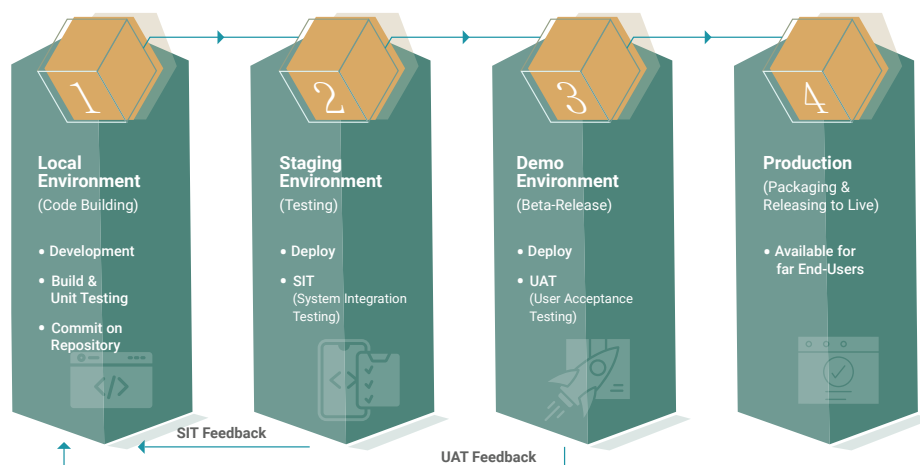 1
Local
Environment
(Code Building)
• Development
• Build &
Unit Testing
• Commit on
Repository
2
Staging
Environment
(Testing)
• Deploy
• SIT
(System Integration
Testing)
3
Demo
Environment
(Beta-Release)
• Deploy
• UAT
(User Acceptance
Testing)
4
Production
(Packaging &
Releasing to Live)
• Available for
far End-Users
SIT Feedback
UAT Feedback